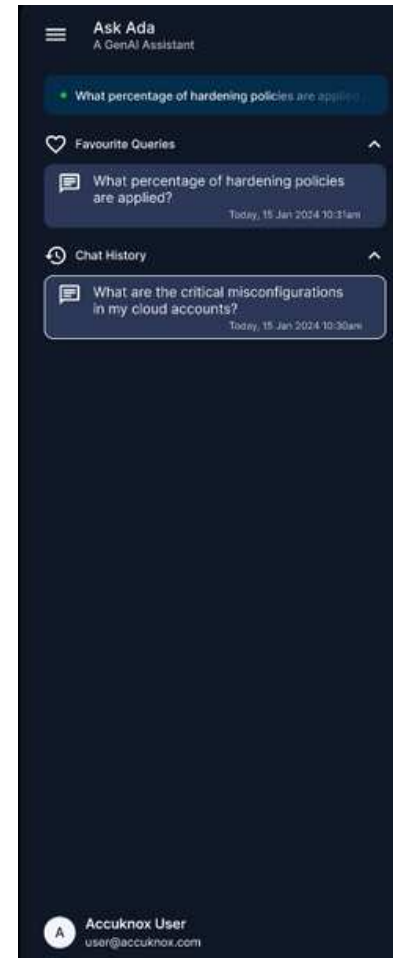 Ask Ada
A GenAI Assistant
What percentage of hardening policies are applied
Favourite Queries
What percentage of hardening policies
are applied?
Today, 15 Jan 2024 10:31am
Chat History
What are the critical misconfigurations
in my cloud accounts?
Today, 15 Jan 2024 10:30am
A
Accuknox User
user@accuknox.com